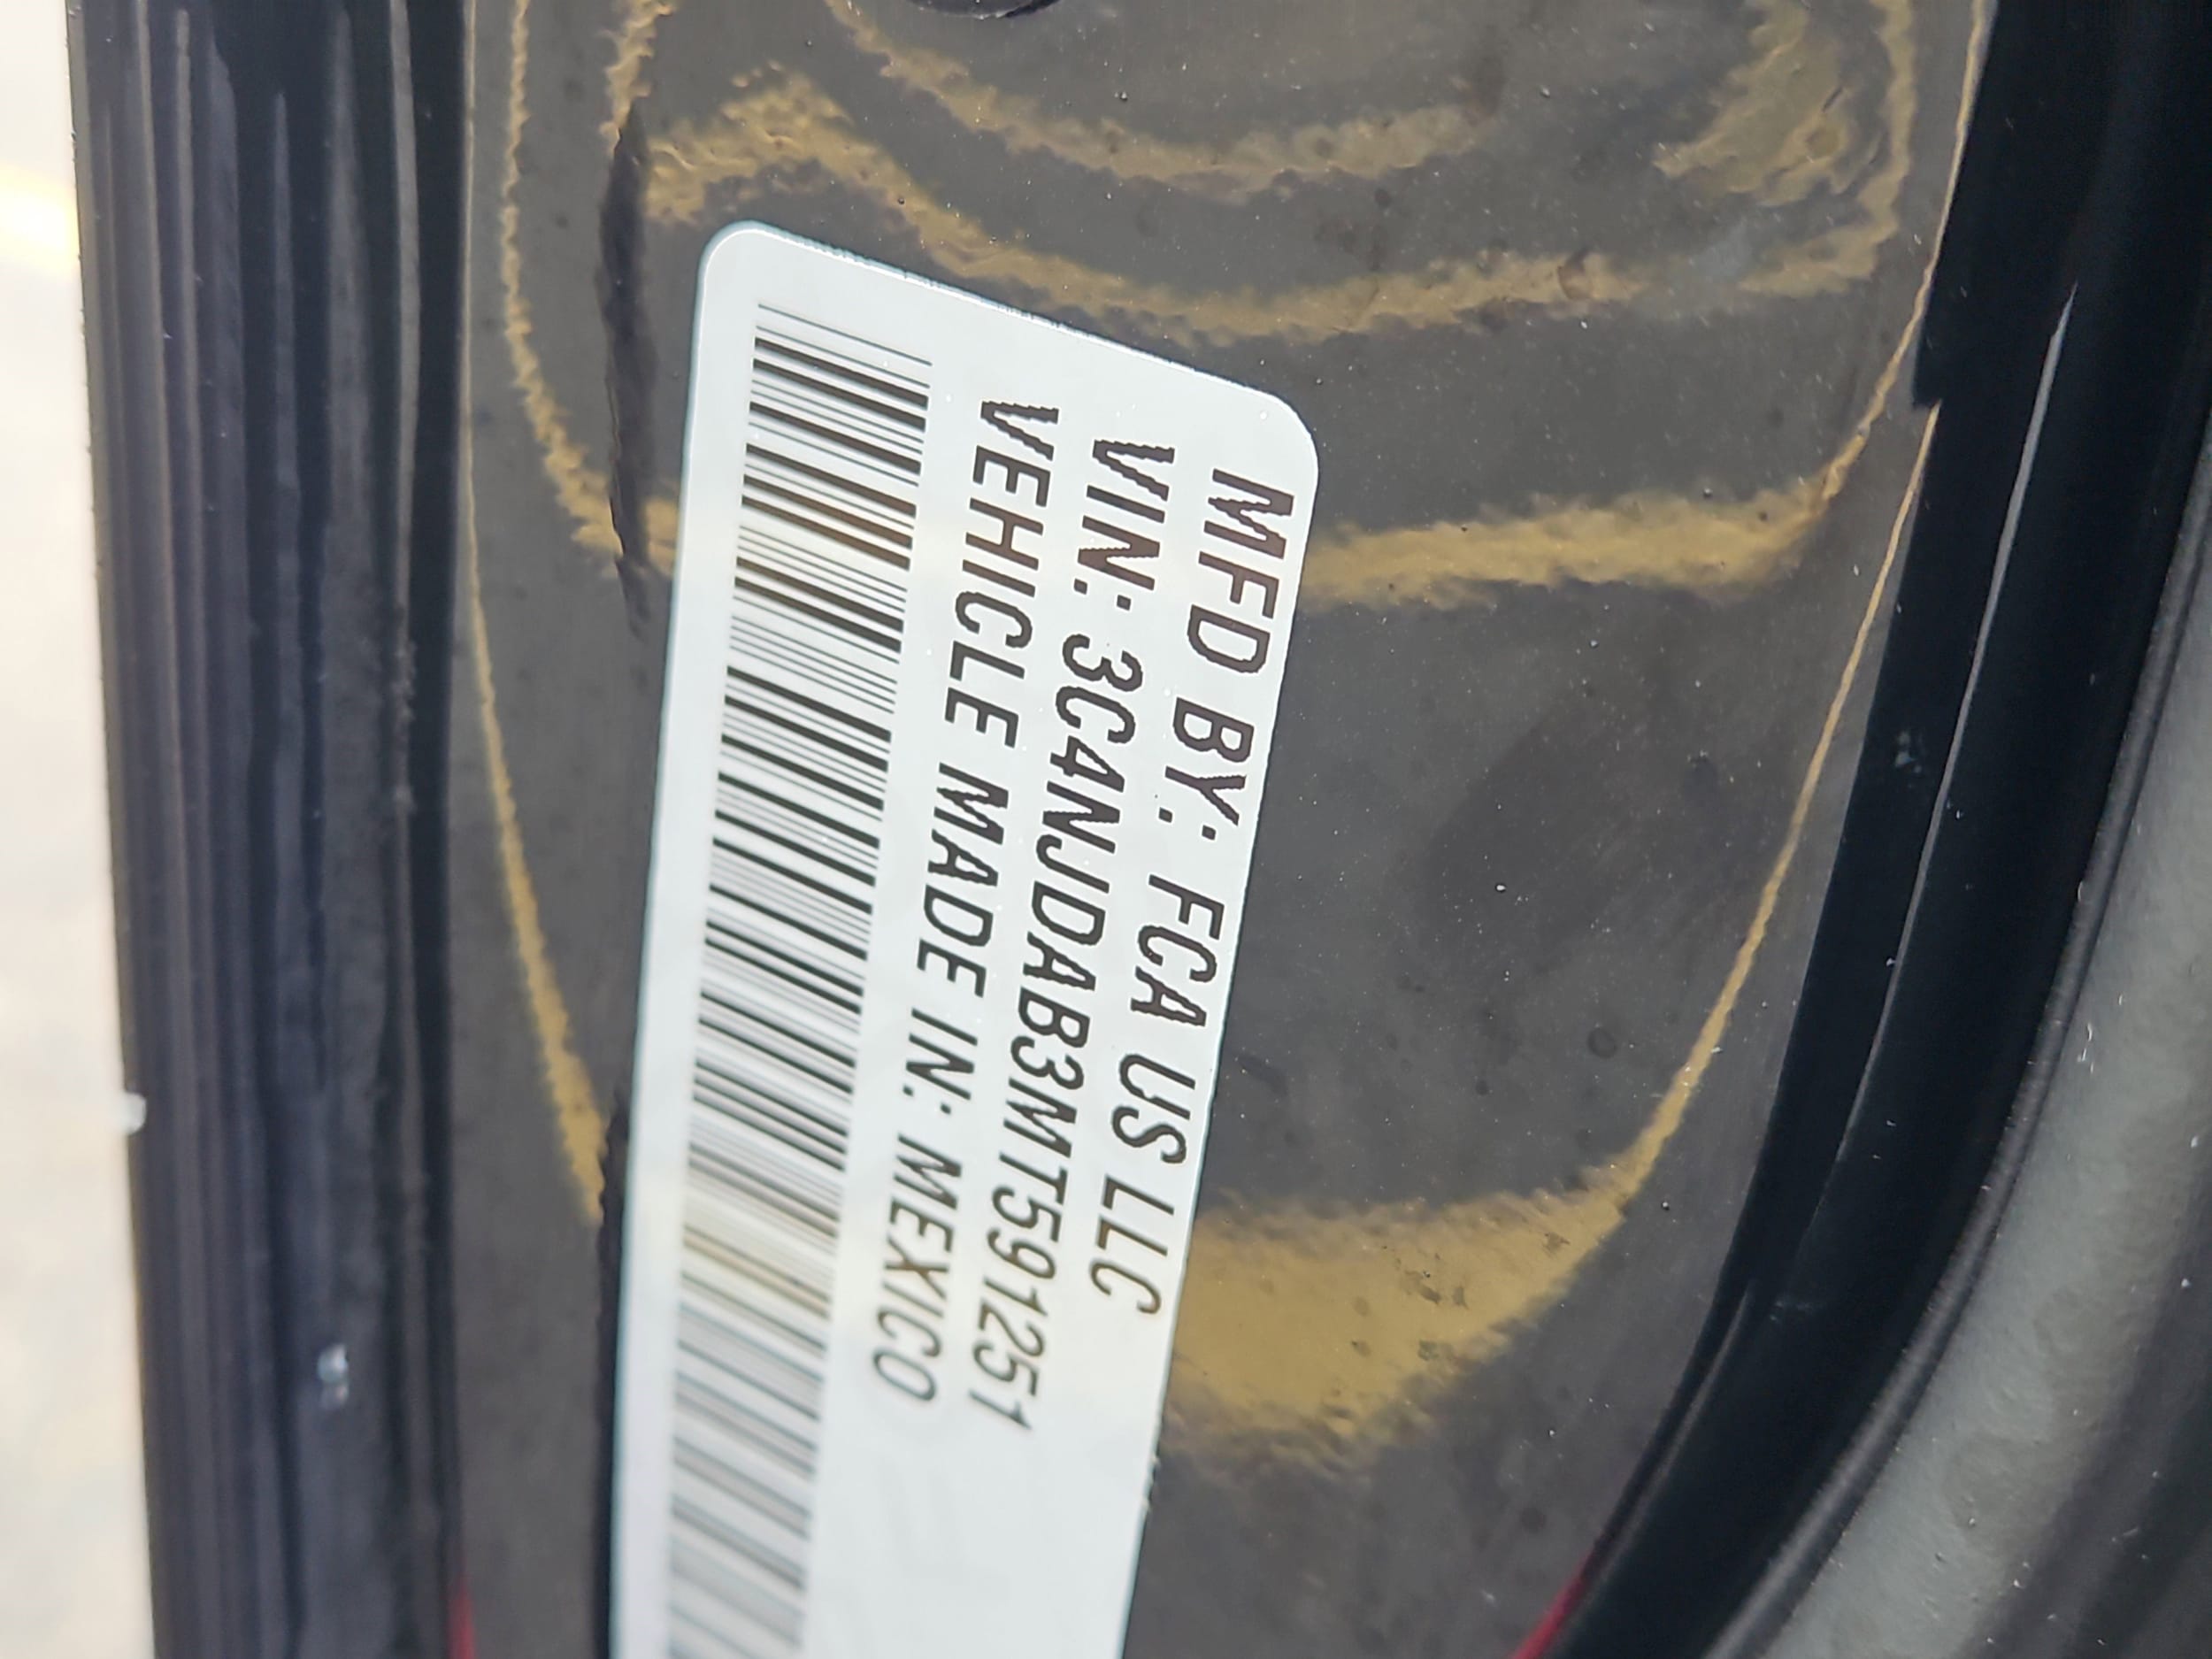 MFD BY: FCA US LLC
VIN: 3C4NJDAB3MT591251
VEHICLE MADE IN: MEXICO